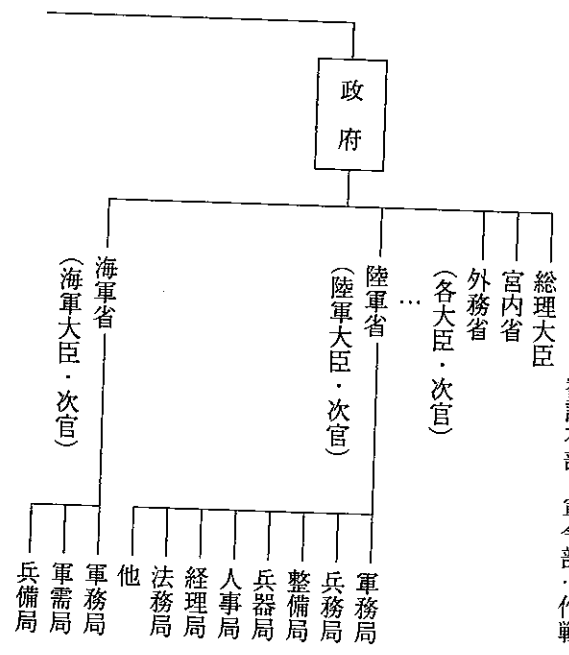 政府
総理大臣
宮内省
外務省
…
(各大臣・次官)
陸軍省
(陸軍大臣・次官)
軍務局
兵務局
整備局
兵器局
人事局
経理局
法務局
他
海軍省
(海軍大臣・次官)
軍務局
軍需局
兵備局